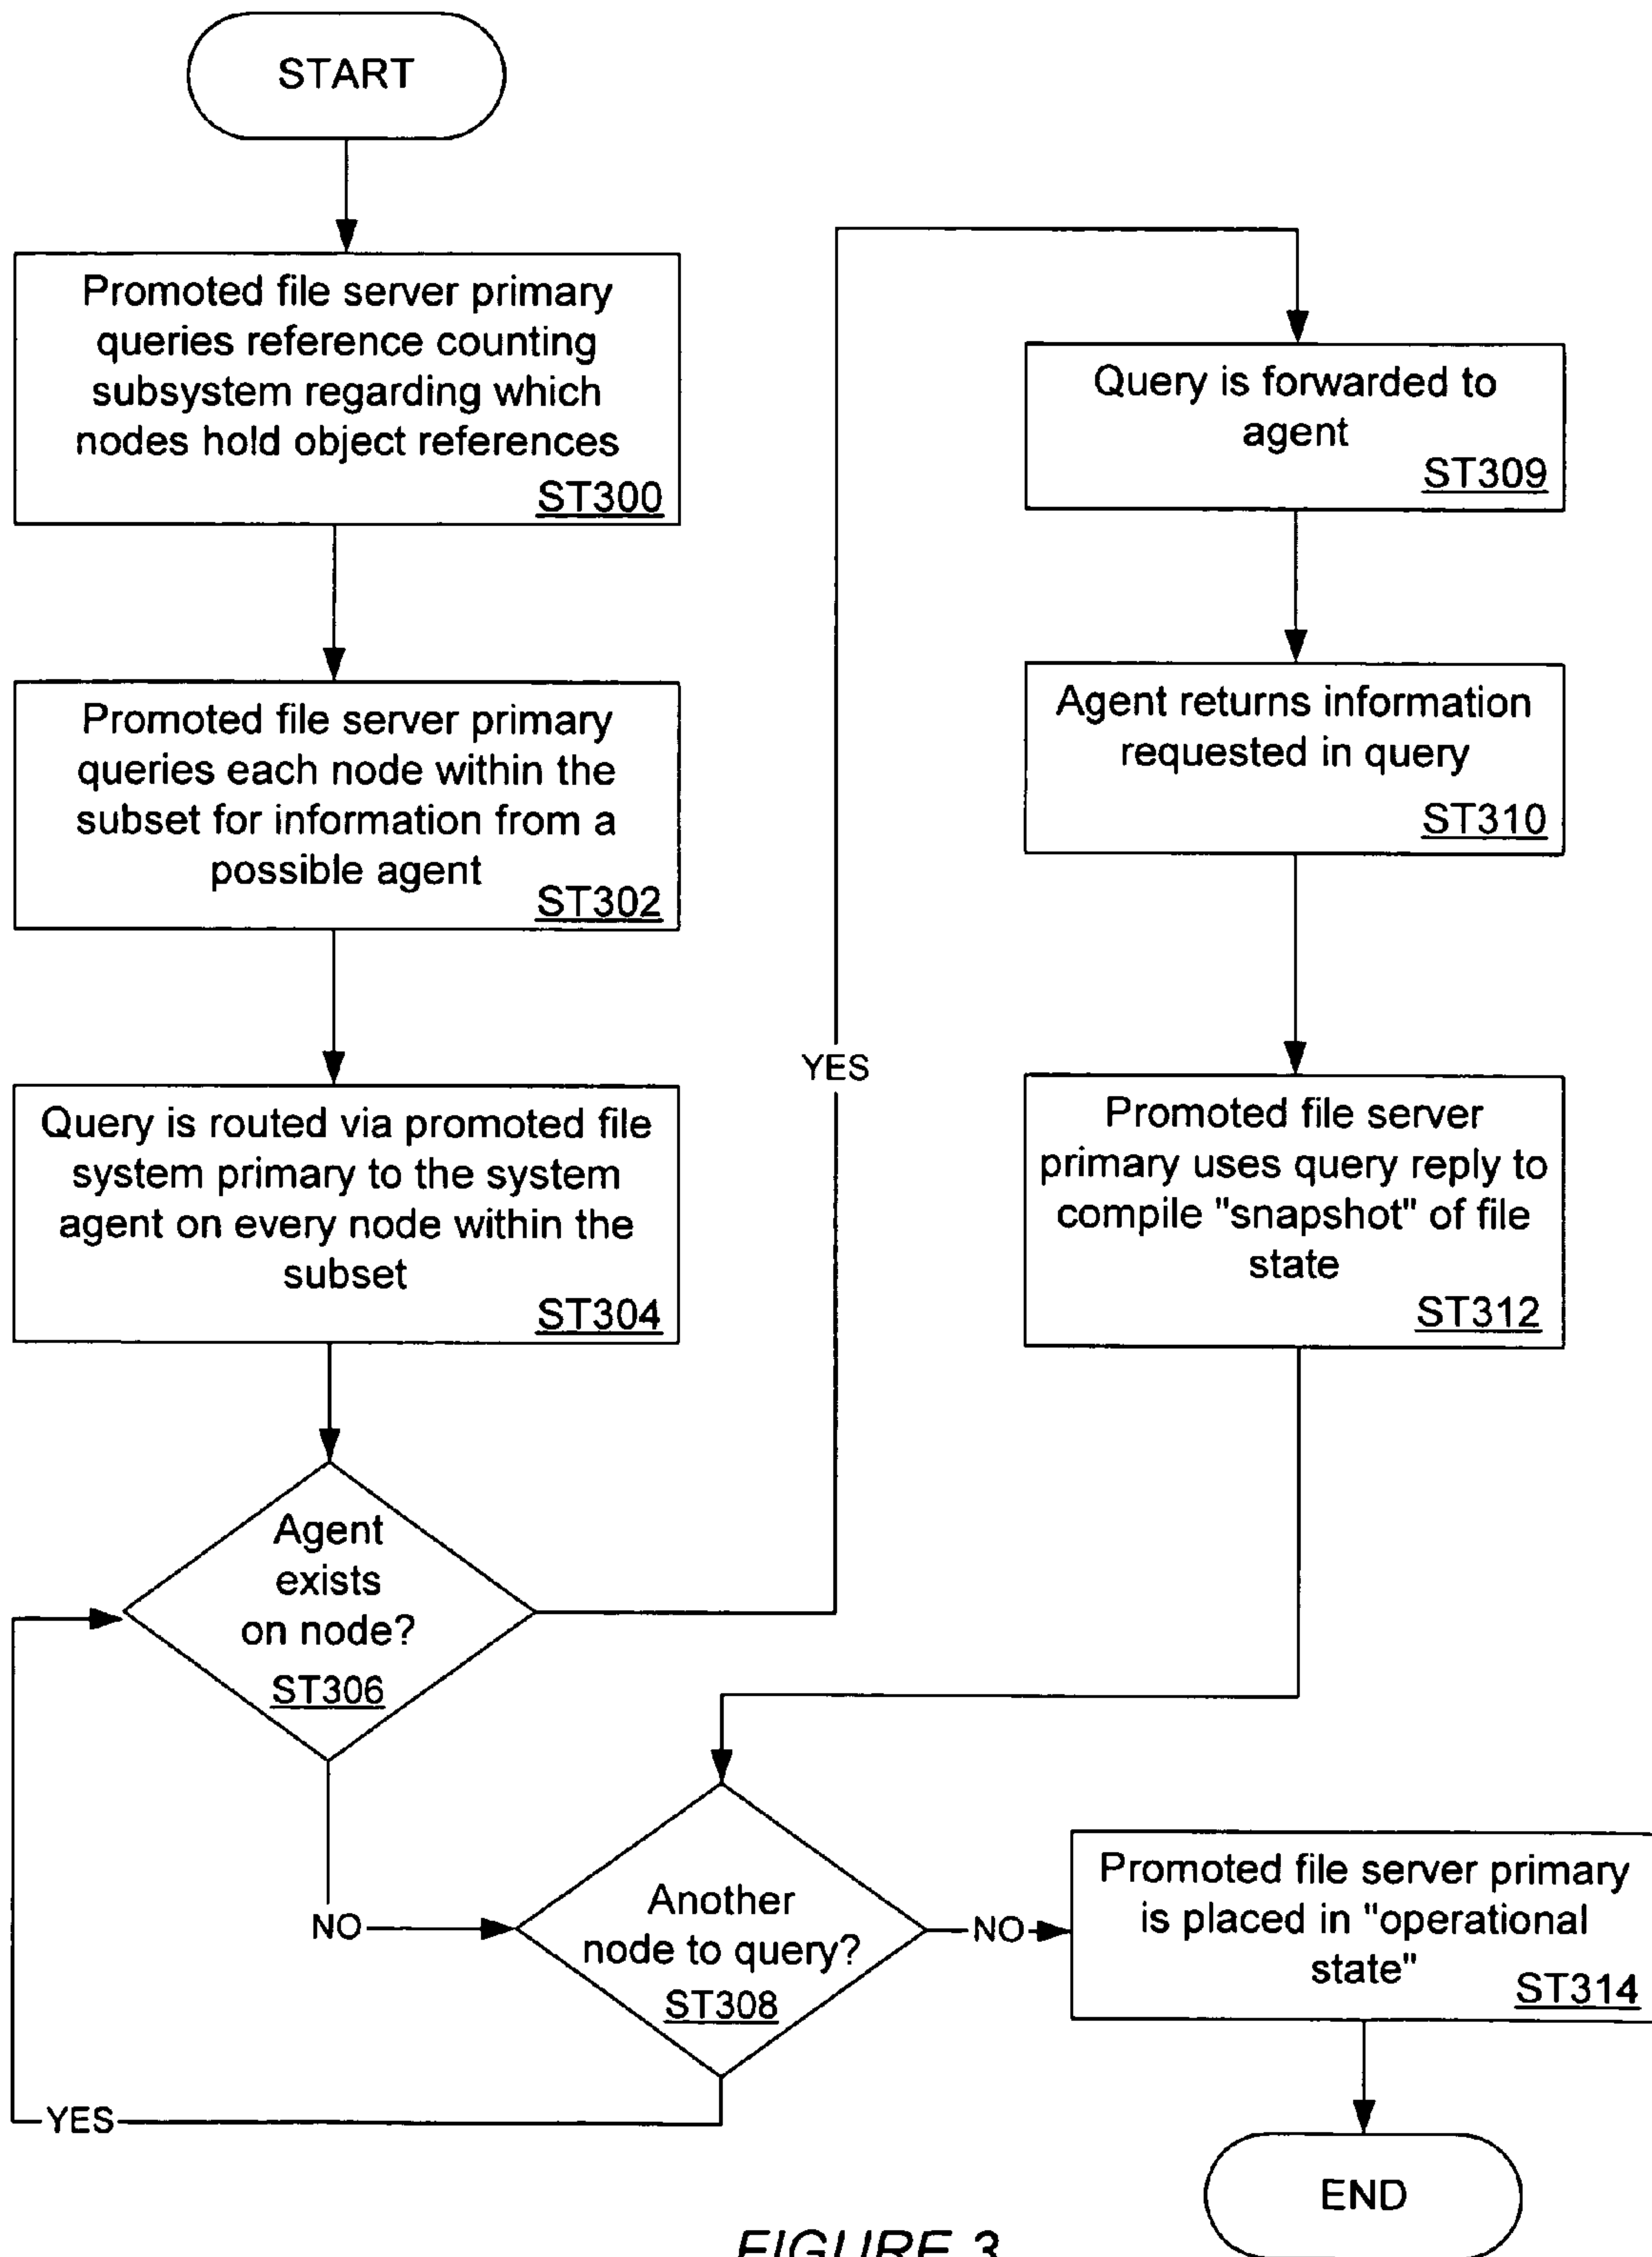 START
Promoted file server primary
queries reference counting
subsystem regarding which
nodes hold object references
ST300
Promoted file server primary
queries each node within the
subset for information from a
possible agent
ST302
Query is routed via promoted file
system primary to the system
agent on every node within the
subset
ST304
Agent
exists
on node?
ST306
YES
NO
Query is forwarded to
agent
ST309
Agent returns information
requested in query
ST310
Promoted file server
primary uses query reply to
compile "snapshot" of file
state
ST312
Another
node to query?
ST308
YES
NO
Promoted file server primary
is placed in "operational
state"
ST314
END
FIGURE 3